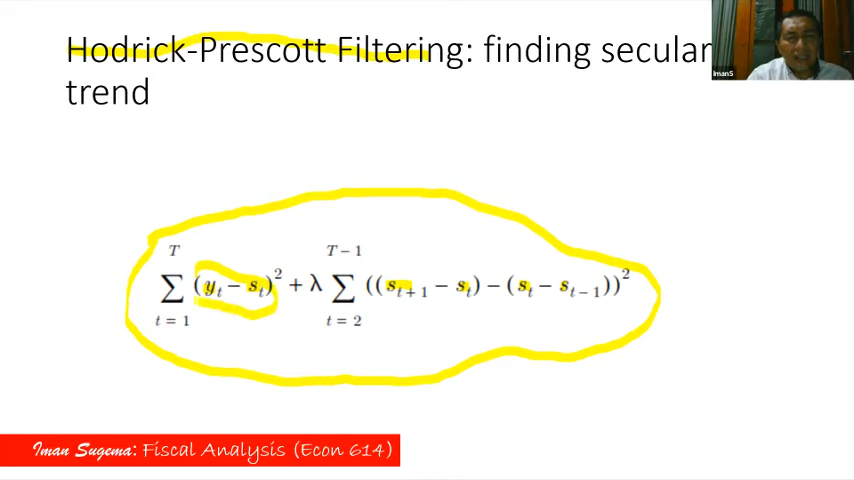 Hodrick-Prescott Filtering: finding secular
trend
ImanS
T T − 1
∑ (y_t − s_t)² + λ ∑ ((s_{t+1} − s_t) − (s_t − s_{t−1}))²
t = 1 t = 2
Iman Sugema: Fiscal Analysis (Econ 614)